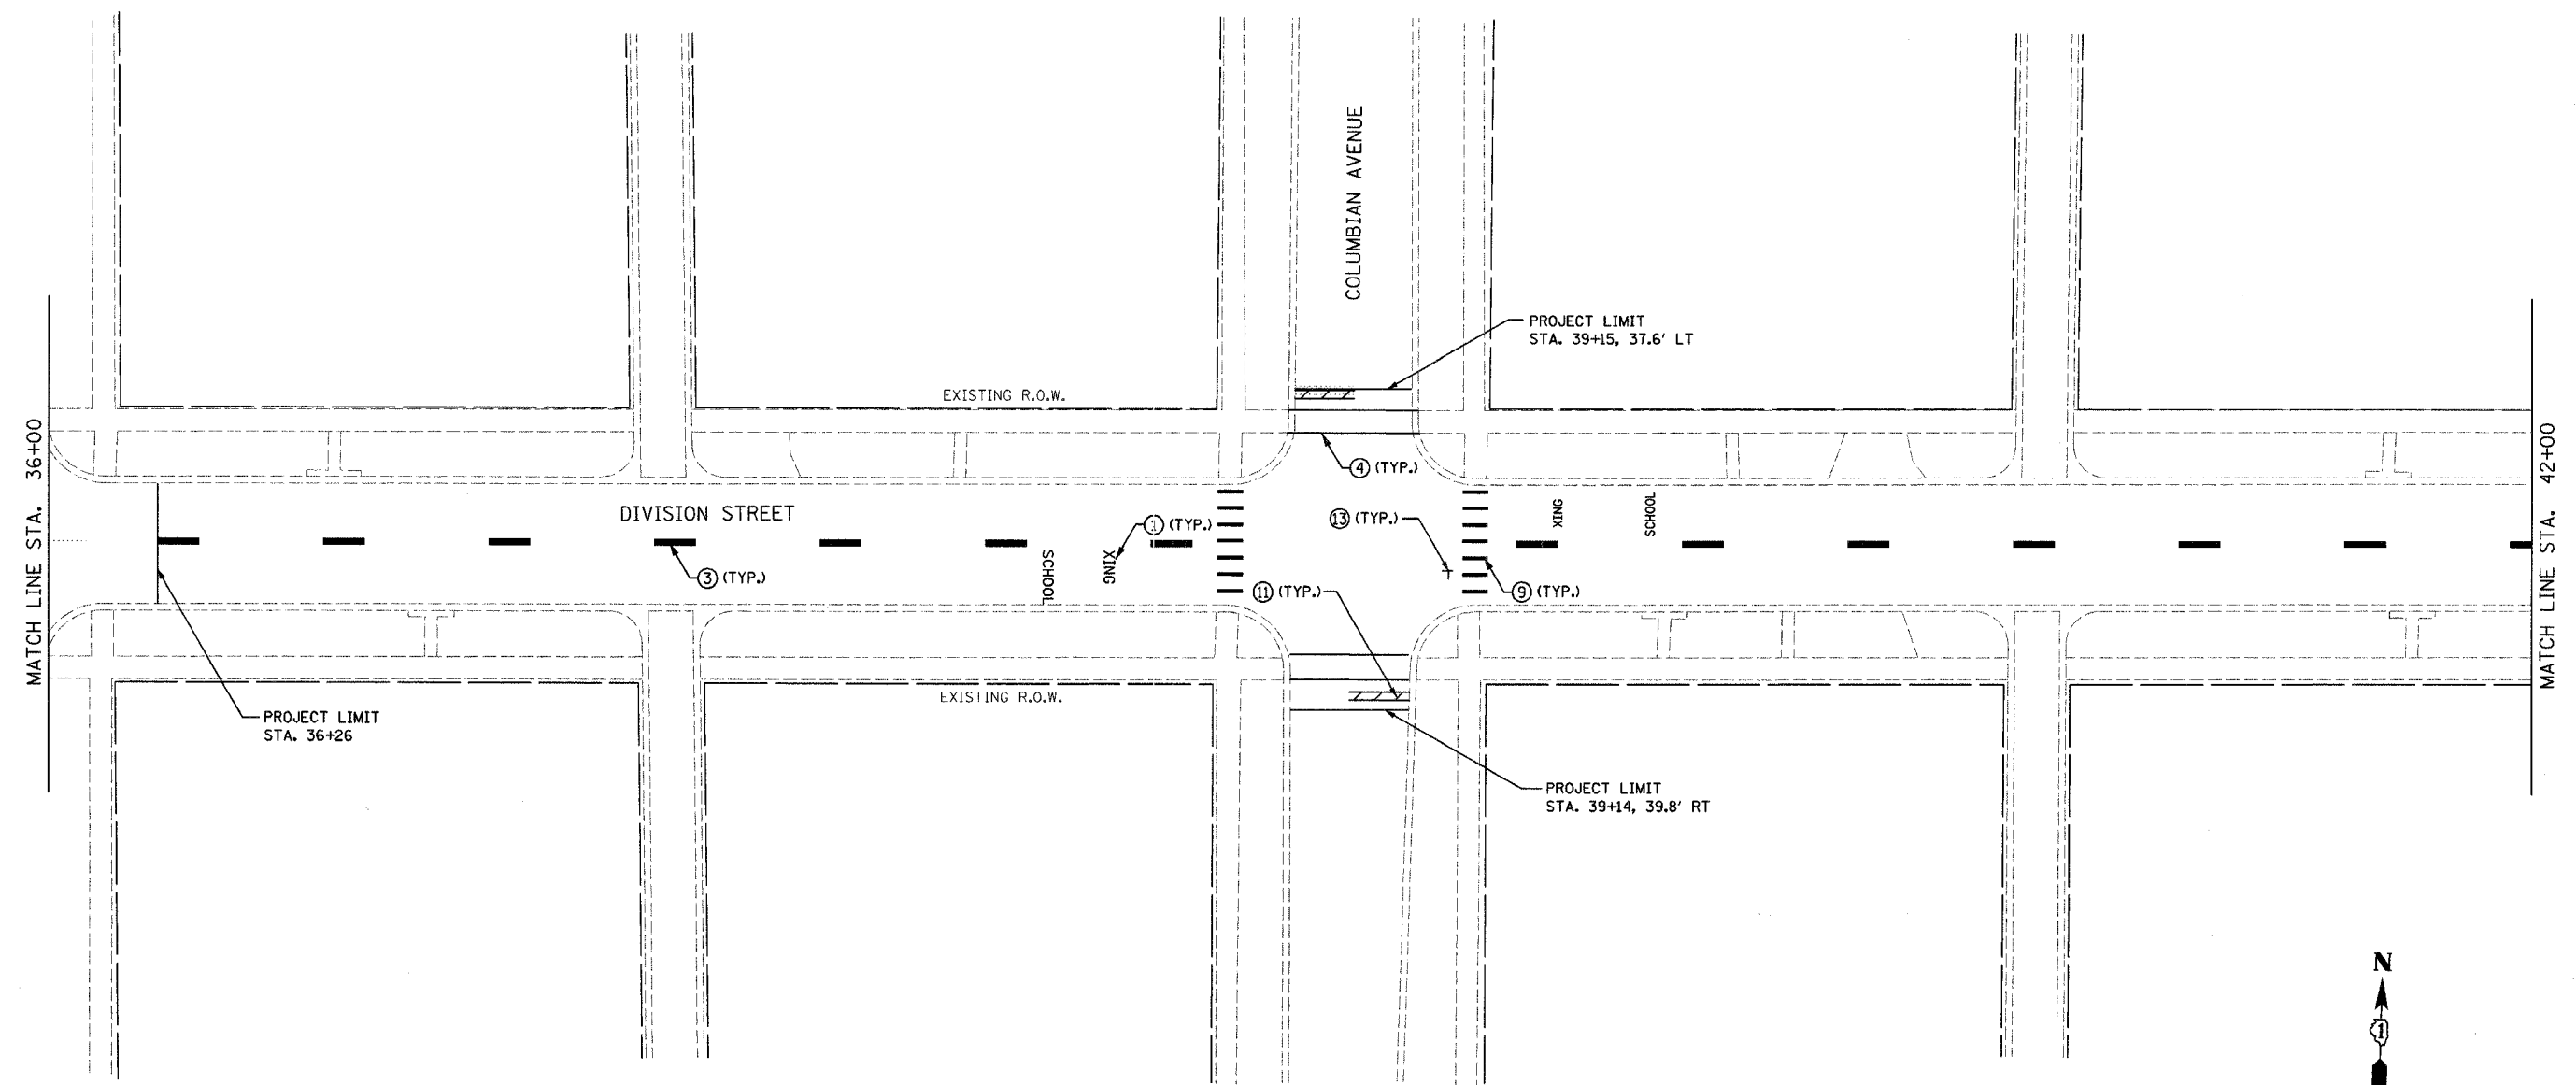 COLUMBIAN AVENUE
PROJECT LIMIT
STA. 39+15, 37.6' LT
EXISTING R.O.W.
MATCH LINE STA. 36+00
MATCH LINE STA. 42+00
4 (TYP.)
DIVISION STREET
1 (TYP.)
13 (TYP.)
XING
SCHOOL
3 (TYP.)
SCHOOL
XING
11 (TYP.)
9 (TYP.)
EXISTING R.O.W.
PROJECT LIMIT
STA. 36+26
PROJECT LIMIT
STA. 39+14, 39.8' RT
N
1